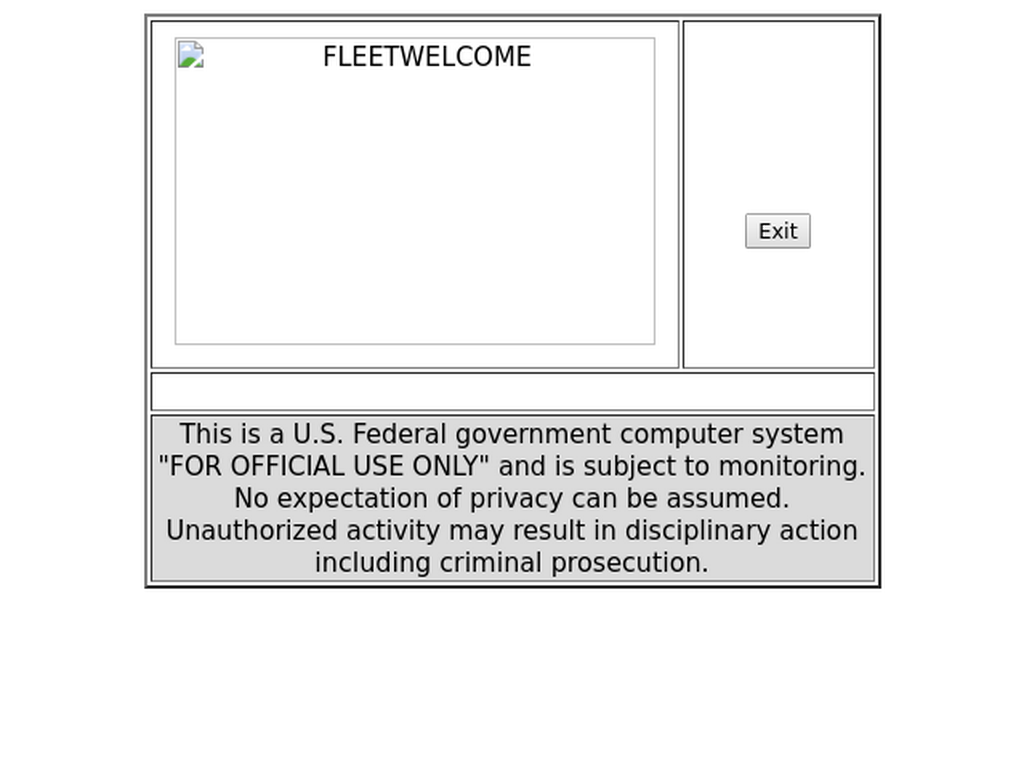 FLEETWELCOME
Exit
This is a U.S. Federal government computer system
"FOR OFFICIAL USE ONLY" and is subject to monitoring.
No expectation of privacy can be assumed.
Unauthorized activity may result in disciplinary action
including criminal prosecution.